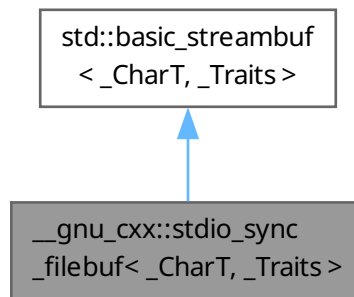 std::basic_streambuf
< _CharT, _Traits >
__gnu_cxx::stdio_sync
_filebuf< _CharT, _Traits >